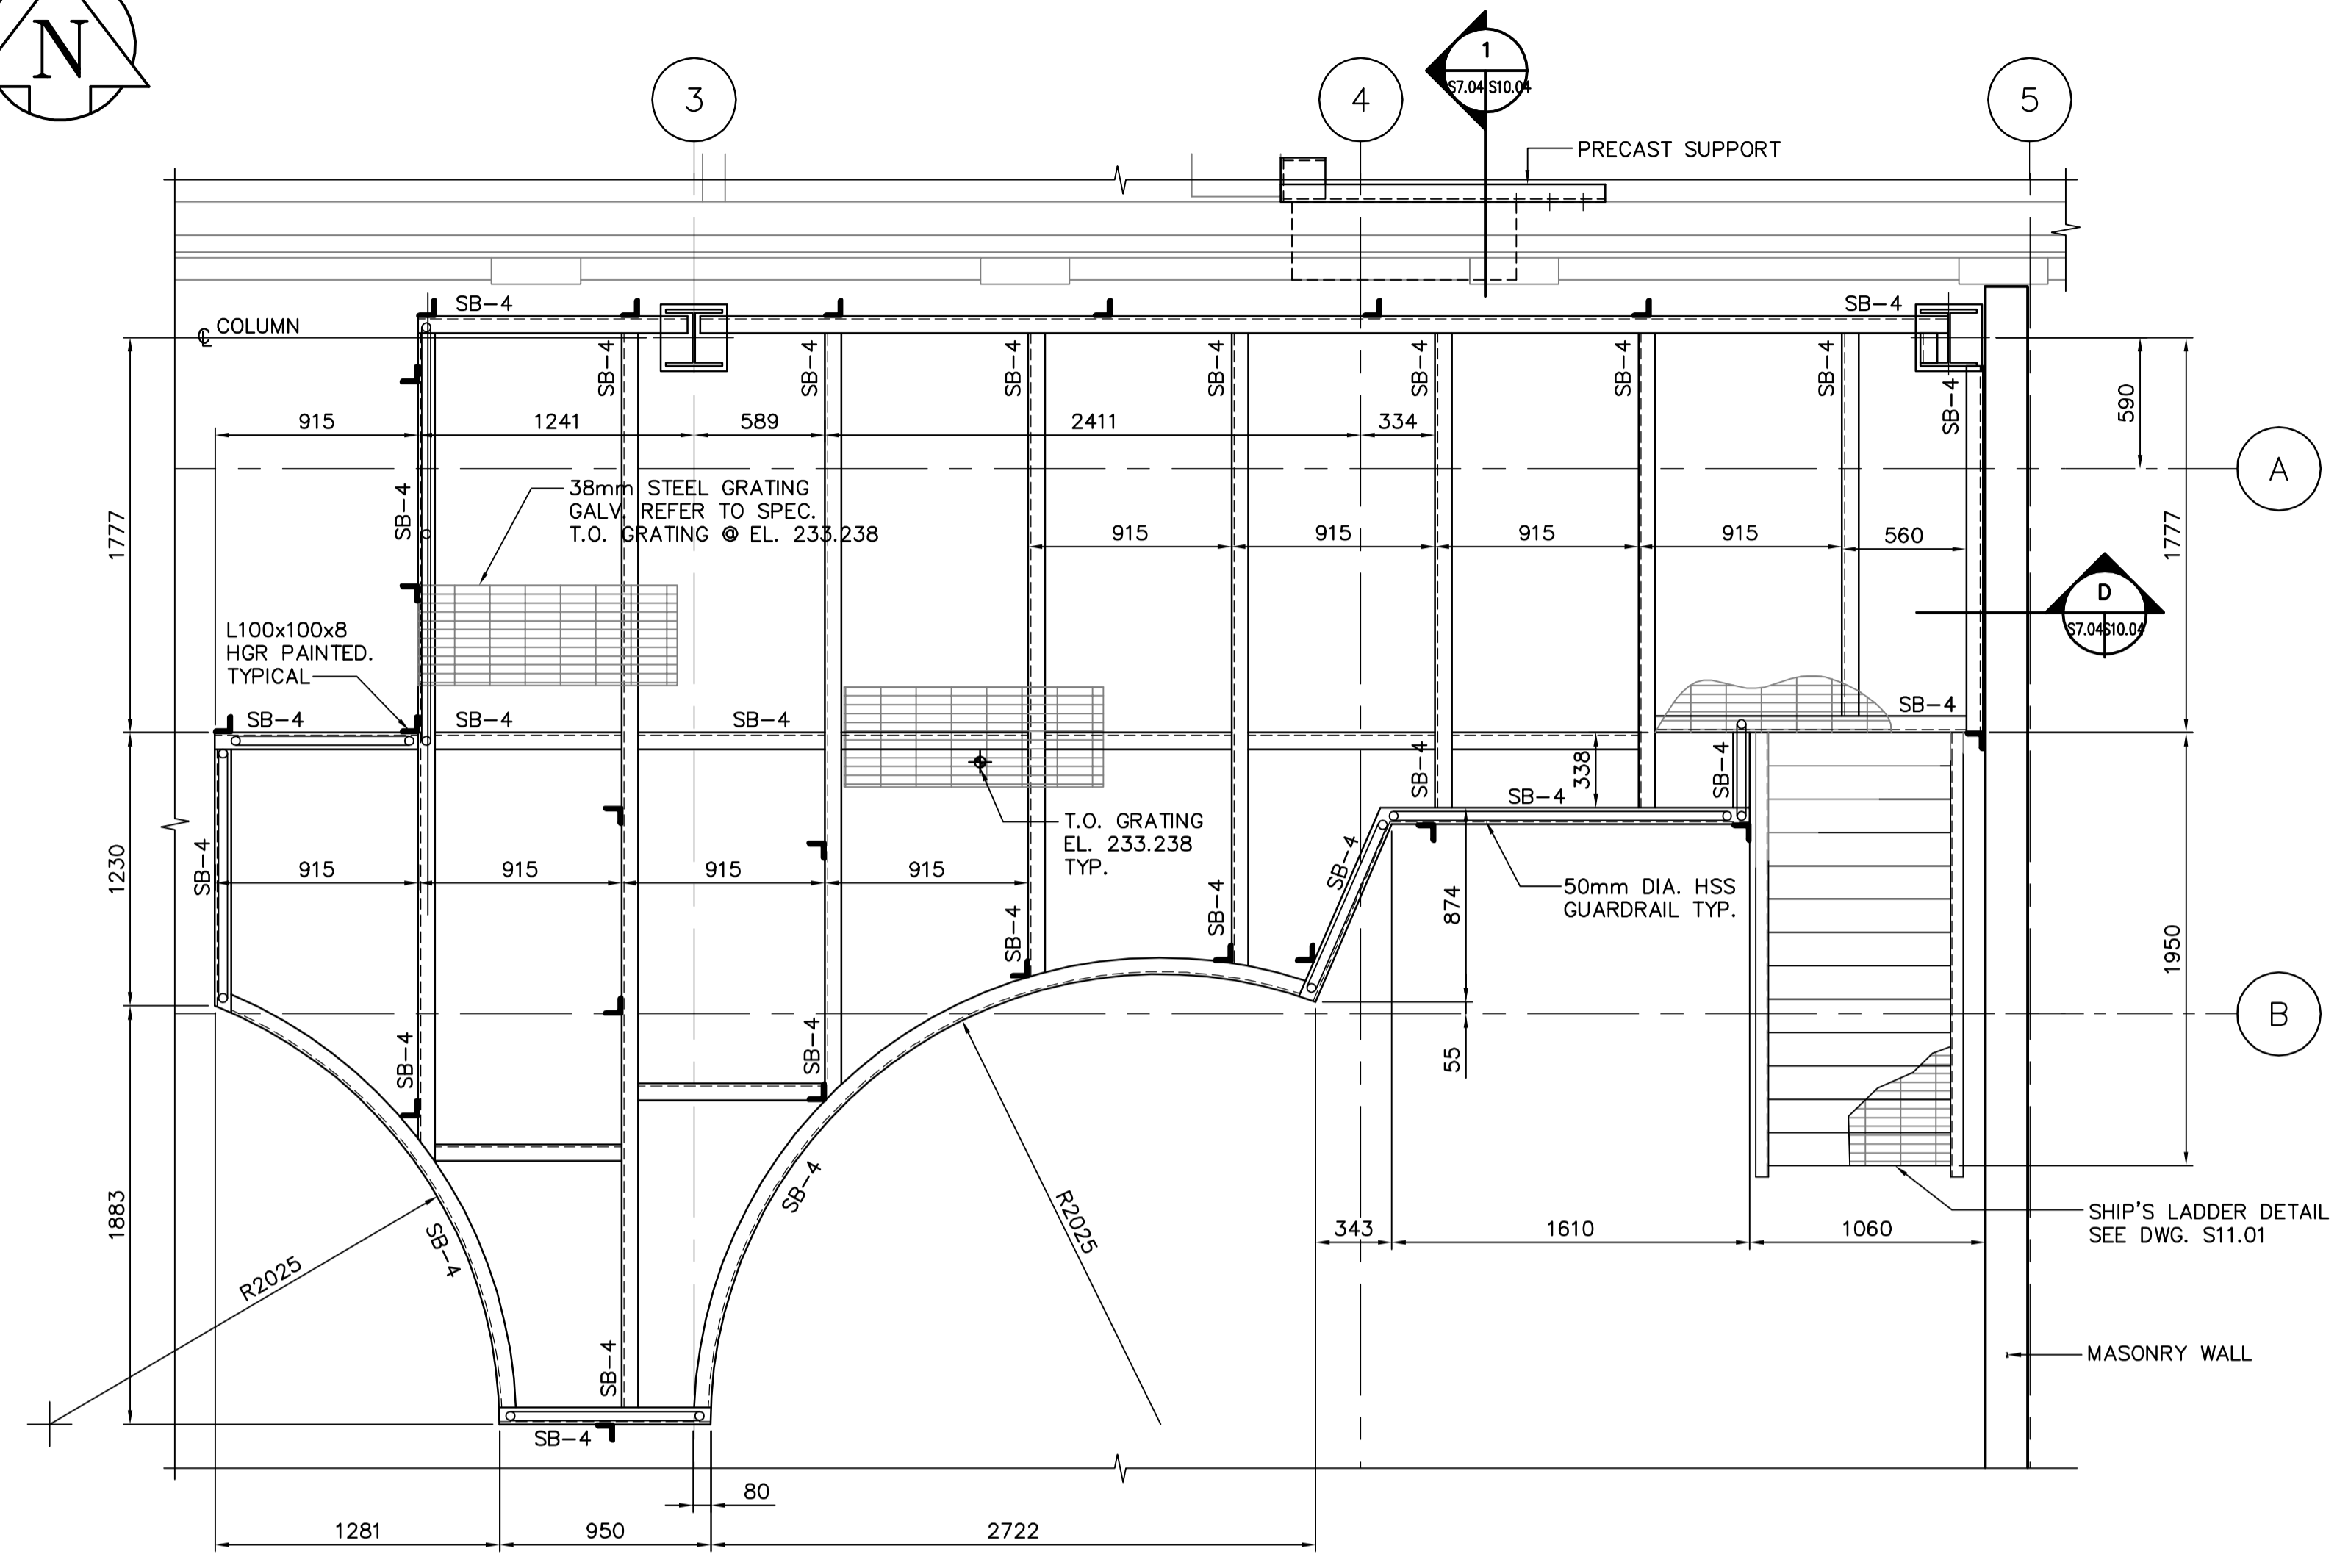 N
3
4
1
S7.04 S10.04
5
PRECAST SUPPORT
SB-4
SB-4
℄ COLUMN
SB-4
SB-4
SB-4
SB-4
SB-4
SB-4
SB-4
SB-4
590
915
1241
589
2411
334
A
SB-4
38mm STEEL GRATING
GALV. REFER TO SPEC.
T.O. GRATING @ EL. 233.238
1777
915
915
915
915
560
1777
D
S7.04 S10.04
L100x100x8
HGR PAINTED.
TYPICAL
SB-4
SB-4
SB-4
SB-4
SB-4
338
SB-4
SB-4
T.O. GRATING
EL. 233.238
TYP.
SB-4
1230
SB-4
915
915
915
915
50mm DIA. HSS
GUARDRAIL TYP.
874
SB-4
SB-4
1950
B
SB-4
SB-4
55
1883
SB-4
R2025
SB-4
R2025
343
1610
1060
SHIP'S LADDER DETAIL
SEE DWG. S11.01
SB-4
MASONRY WALL
SB-4
80
1281
950
2722